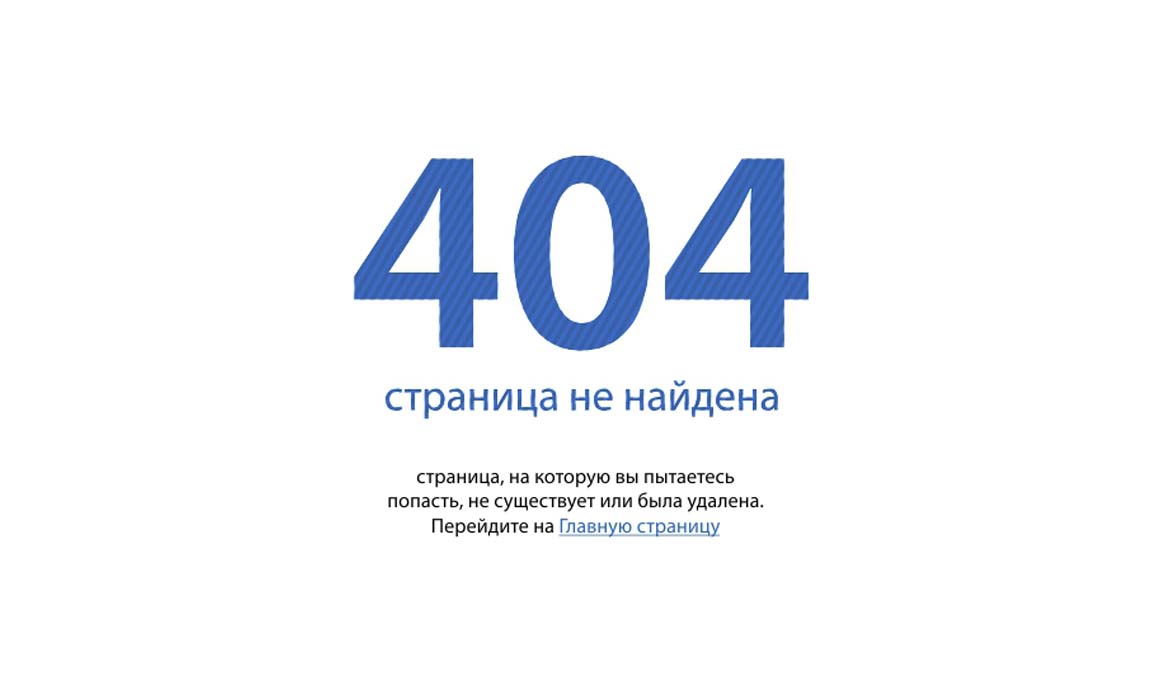 404
страница не найдена
страница, на которую вы пытаетесь
попасть, не существует или была удалена.
Перейдите на Главную страницу